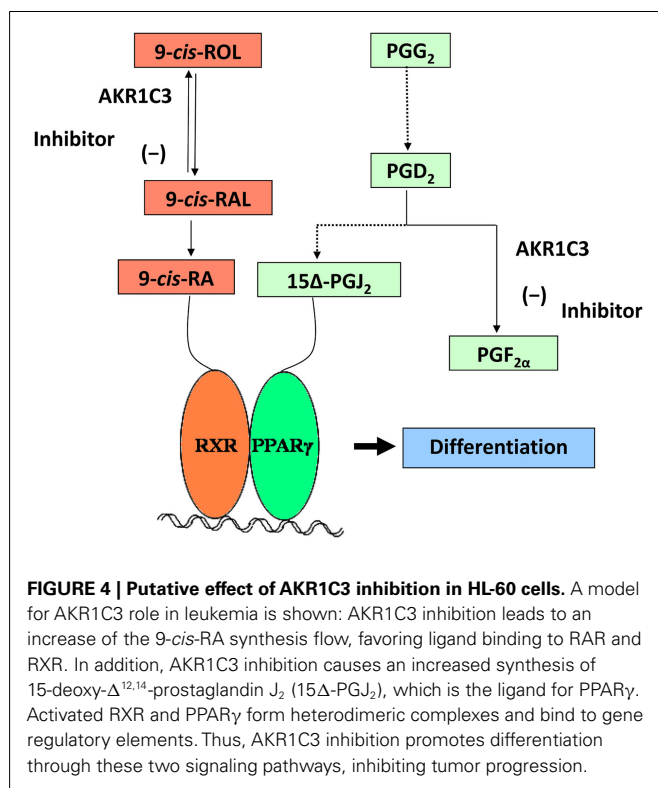 9-cis-ROL
PGG₂
AKR1C3
Inhibitor
(−)
PGD₂
9-cis-RAL
AKR1C3
9-cis-RA
15Δ-PGJ₂
(−)
Inhibitor
PGF₂α
RXR
PPARγ
Differentiation
FIGURE 4 | Putative effect of AKR1C3 inhibition in HL-60 cells. A model
for AKR1C3 role in leukemia is shown: AKR1C3 inhibition leads to an
increase of the 9-cis-RA synthesis flow, favoring ligand binding to RAR and
RXR. In addition, AKR1C3 inhibition causes an increased synthesis of
15-deoxy-Δ¹²,¹⁴-prostaglandin J₂ (15Δ-PGJ₂), which is the ligand for PPARγ.
Activated RXR and PPARγ form heterodimeric complexes and bind to gene
regulatory elements. Thus, AKR1C3 inhibition promotes differentiation
through these two signaling pathways, inhibiting tumor progression.